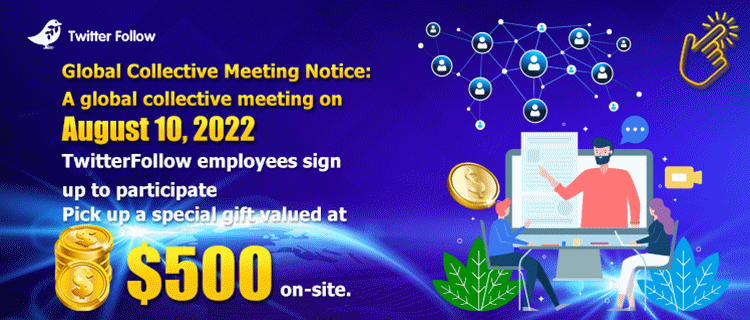 Twitter Follow
Global Collective Meeting Notice:
A global collective meeting on
August 10, 2022
TwitterFollow employees sign
up to participate
Pick up a special gift valued at
$500 on-site.